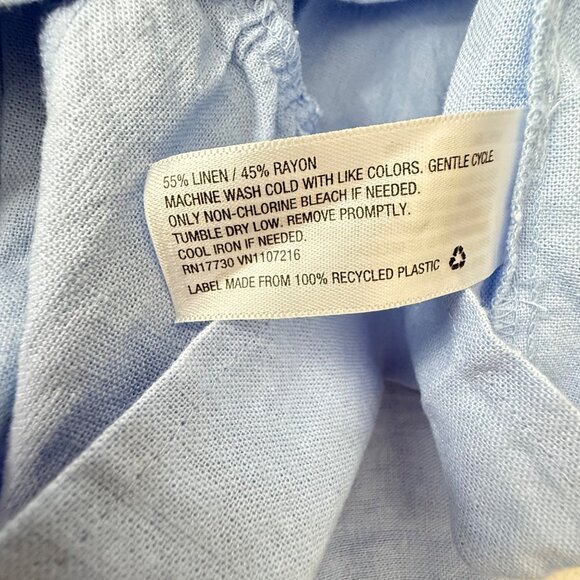 55% LINEN / 45% RAYON
MACHINE WASH COLD WITH LIKE COLORS. GENTLE CYCLE
ONLY NON-CHLORINE BLEACH IF NEEDED.
TUMBLE DRY LOW. REMOVE PROMPTLY.
COOL IRON IF NEEDED.
RN17730 VN1107216
LABEL MADE FROM 100% RECYCLED PLASTIC